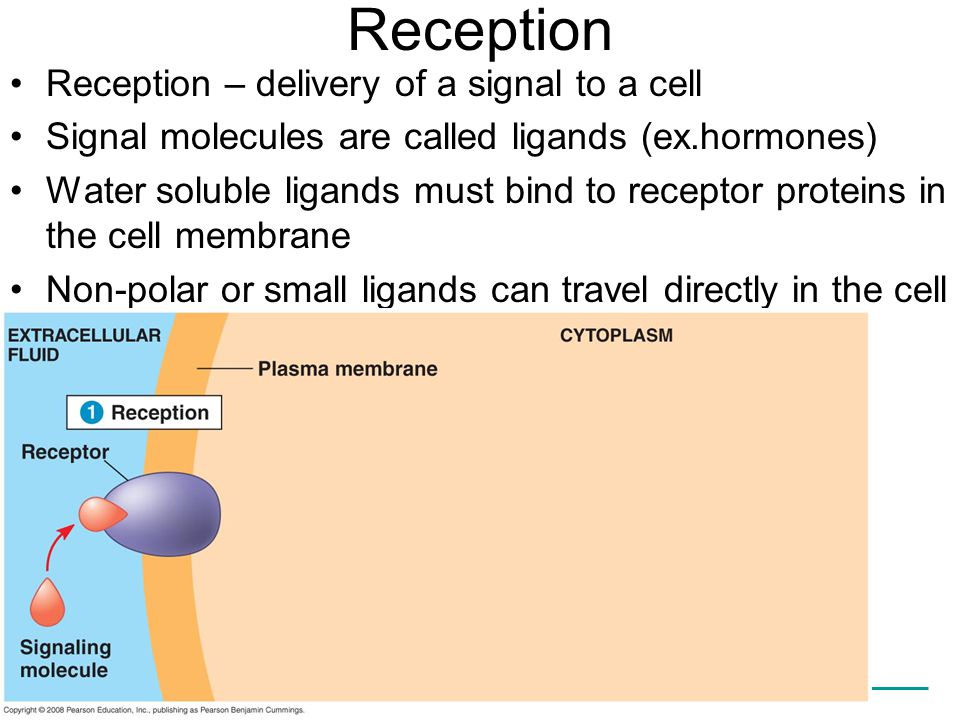 Reception
• Reception – delivery of a signal to a cell
• Signal molecules are called ligands (ex.hormones)
• Water soluble ligands must bind to receptor proteins in
the cell membrane
• Non-polar or small ligands can travel directly in the cell
EXTRACELLULAR
FLUID
CYTOPLASM
Plasma membrane
1 Reception
Receptor
Signaling
molecule
Copyright © 2008 Pearson Education, Inc., publishing as Pearson Benjamin Cummings.